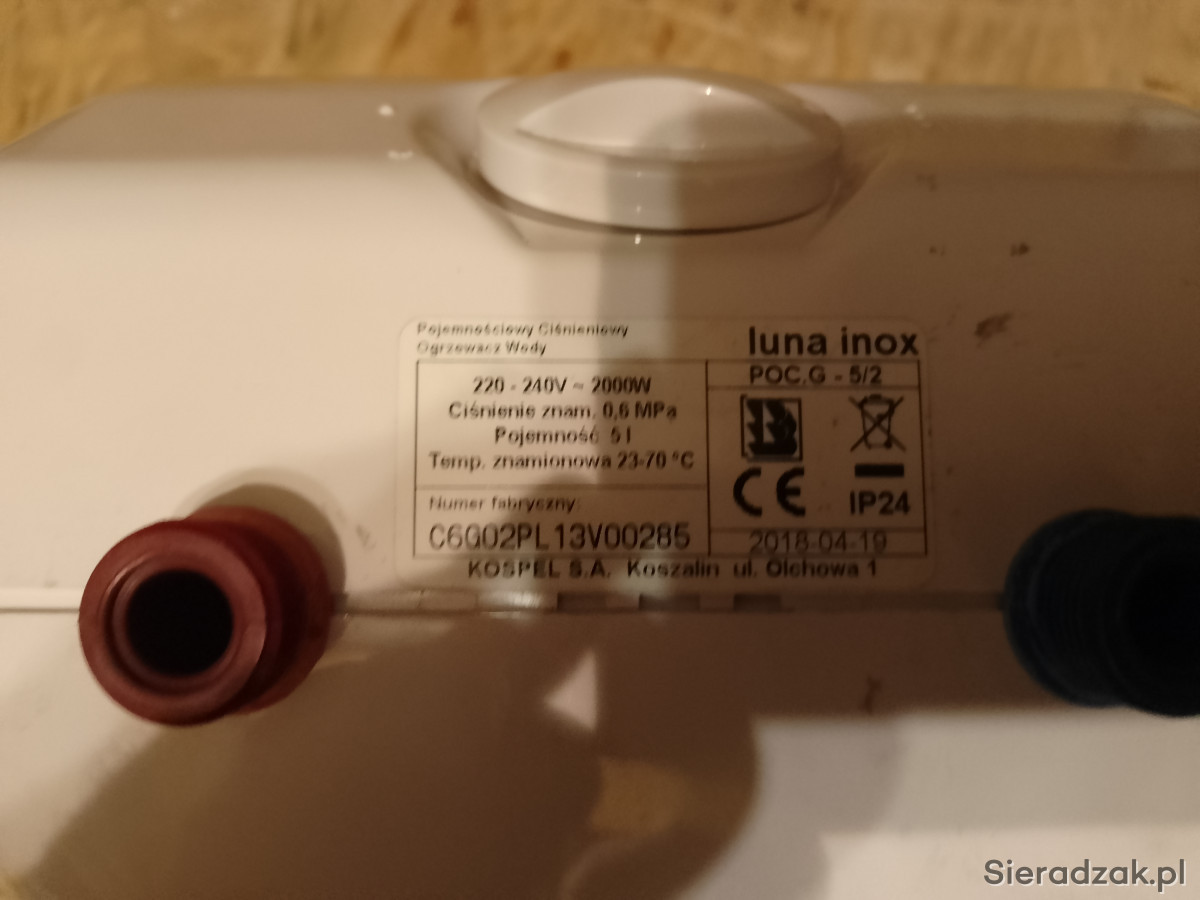 Pojemnościowy Ciśnieniowy
Ogrzewacz Wody
luna inox
220 - 240V ~ 2000W
Ciśnienie znam. 0,6 MPa
Pojemność 5 l
Temp. znamionowa 23-70 °C
POC.G - 5/2
CE
IP24
Numer fabryczny:
C6G02PL13V00285
2018-04-19
KOSPEL S.A. Koszalin ul. Olchowa 1
Sieradzak.pl